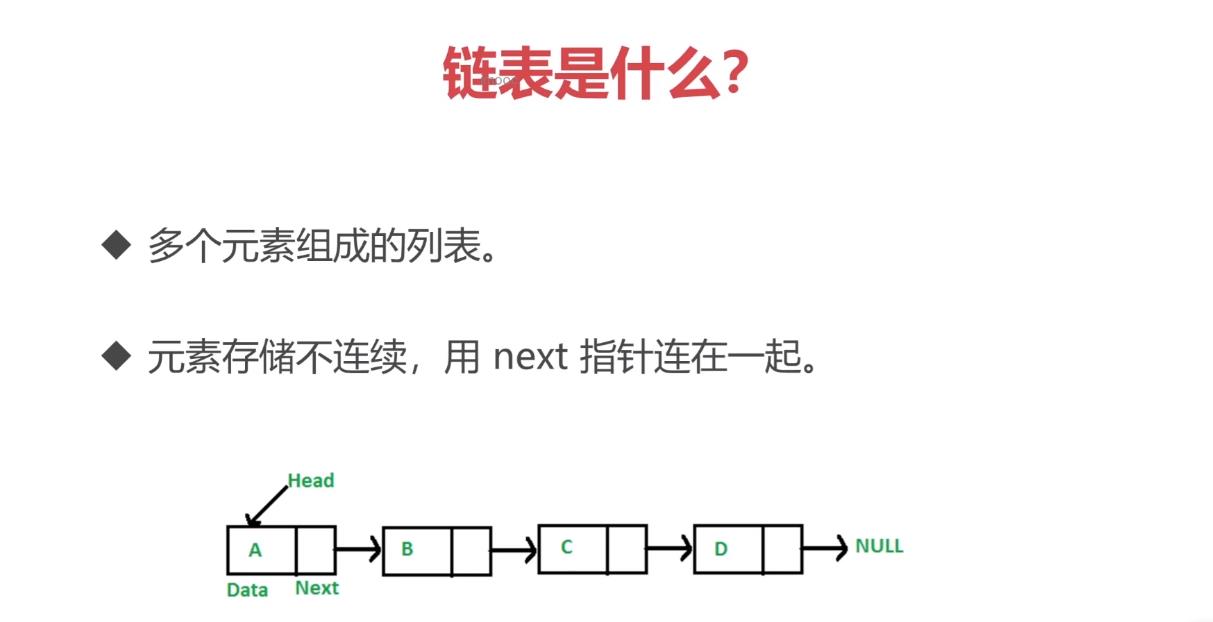 链表是什么？
◆ 多个元素组成的列表。
◆ 元素存储不连续，用 next 指针连在一起。
Head
A B C D NULL
Data Next